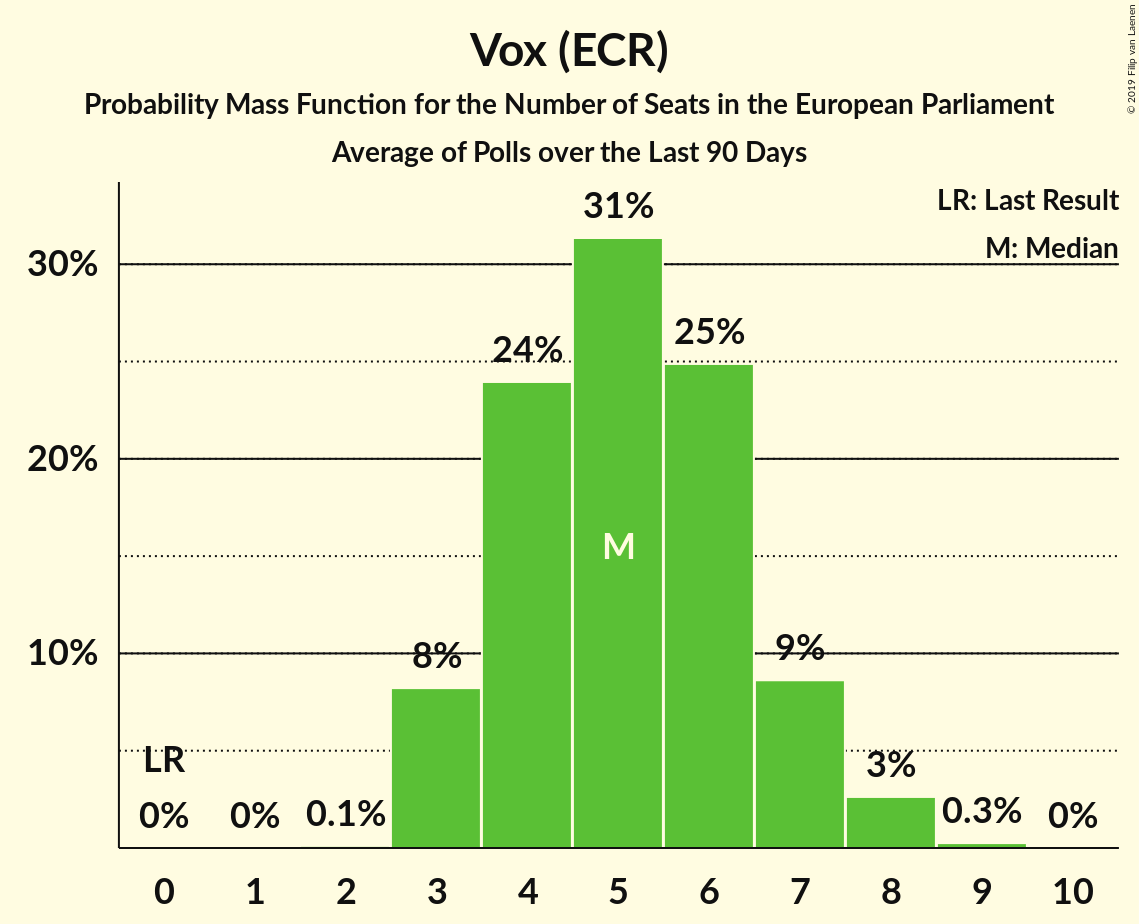 Vox (ECR)
Probability Mass Function for the Number of Seats in the European Parliament
Average of Polls over the Last 90 Days
© 2019 Filip van Laenen
LR: Last Result
M: Median
30%
20%
10%
LR
0%
0%
0.1%
8%
24%
31%
M
25%
9%
3%
0.3%
0%
0 1 2 3 4 5 6 7 8 9 10